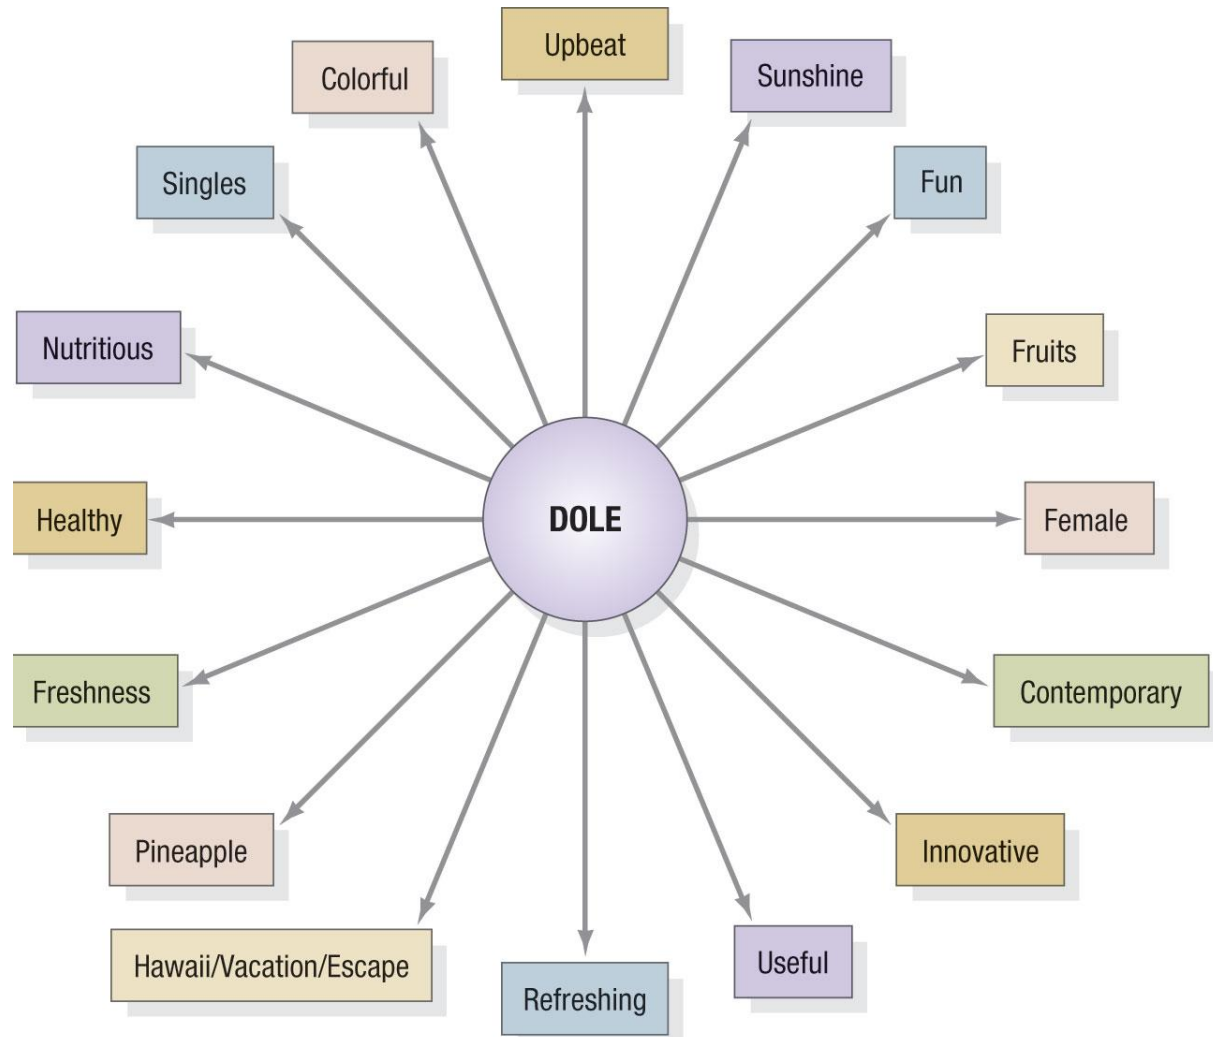 Upbeat
Colorful
Sunshine
Singles
Fun
Nutritious
Fruits
Healthy
DOLE
Female
Freshness
Contemporary
Pineapple
Innovative
Hawaii/Vacation/Escape
Useful
Refreshing